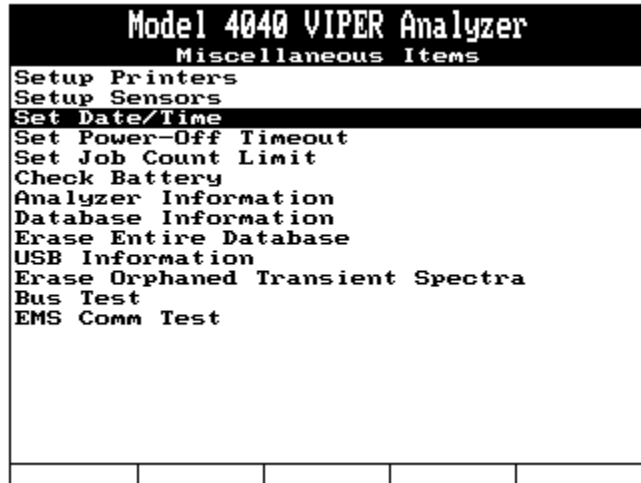 Model 4040 VIPER Analyzer
Miscellaneous Items
Setup Printers
Setup Sensors
Set Date/Time
Set Power-Off Timeout
Set Job Count Limit
Check Battery
Analyzer Information
Database Information
Erase Entire Database
USB Information
Erase Orphaned Transient Spectra
Bus Test
EMS Comm Test